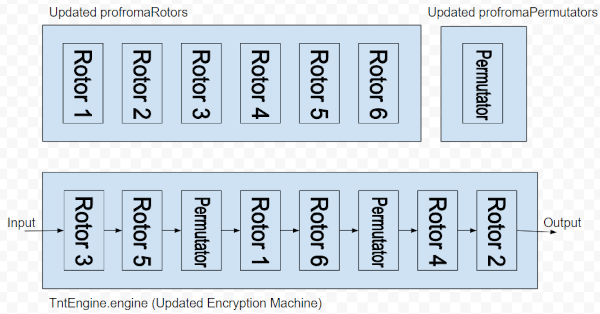 Updated profromaRotors
Updated profromaPermutators
Rotor 1
Rotor 2
Rotor 3
Rotor 4
Rotor 5
Rotor 6
Permutator
Input
Rotor 3
Rotor 5
Permutator
Rotor 1
Rotor 6
Permutator
Rotor 4
Rotor 2
Output
TntEngine.engine (Updated Encryption Machine)